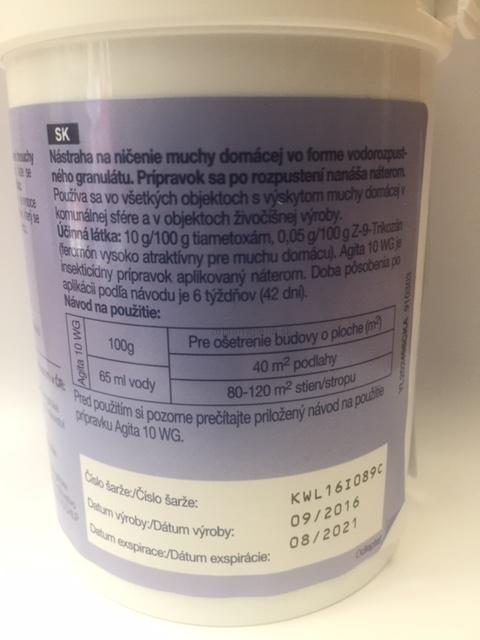 SK
Nástraha na ničenie muchy domácej vo forme vodorozpust-
ného granulátu. Prípravok sa po rozpustení nanáša náterom.
Používa sa vo všetkých objektoch s výskytom muchy domácej v
komunálnej sfére a v objektoch živočíšnej výroby.
Účinná látka: 10 g/100 g tiametoxám, 0,05 g/100 g Z-9-Trikozán
(feromón vysoko atraktívny pre muchu domácu). Agita 10 WG je
insekticídny prípravok aplikovaný náterom. Doba pôsobenia po
aplikácii podľa návodu je 6 týždňov (42 dní).
Návod na použitie:
Agita 10 WG
100g
Pre ošetrenie budovy o ploche (m²)
65 ml vody
40 m² podlahy
80-120 m² stien/stropu
Pred použitím si pozorne prečítajte priložený návod na použitie
prípravku Agita 10 WG.
Číslo šarže:/Číslo šarže:
KWL16I089C
Datum výroby:/Dátum výroby:
09/2016
Datum exspirace:/Dátum exspirácie:
08/2021